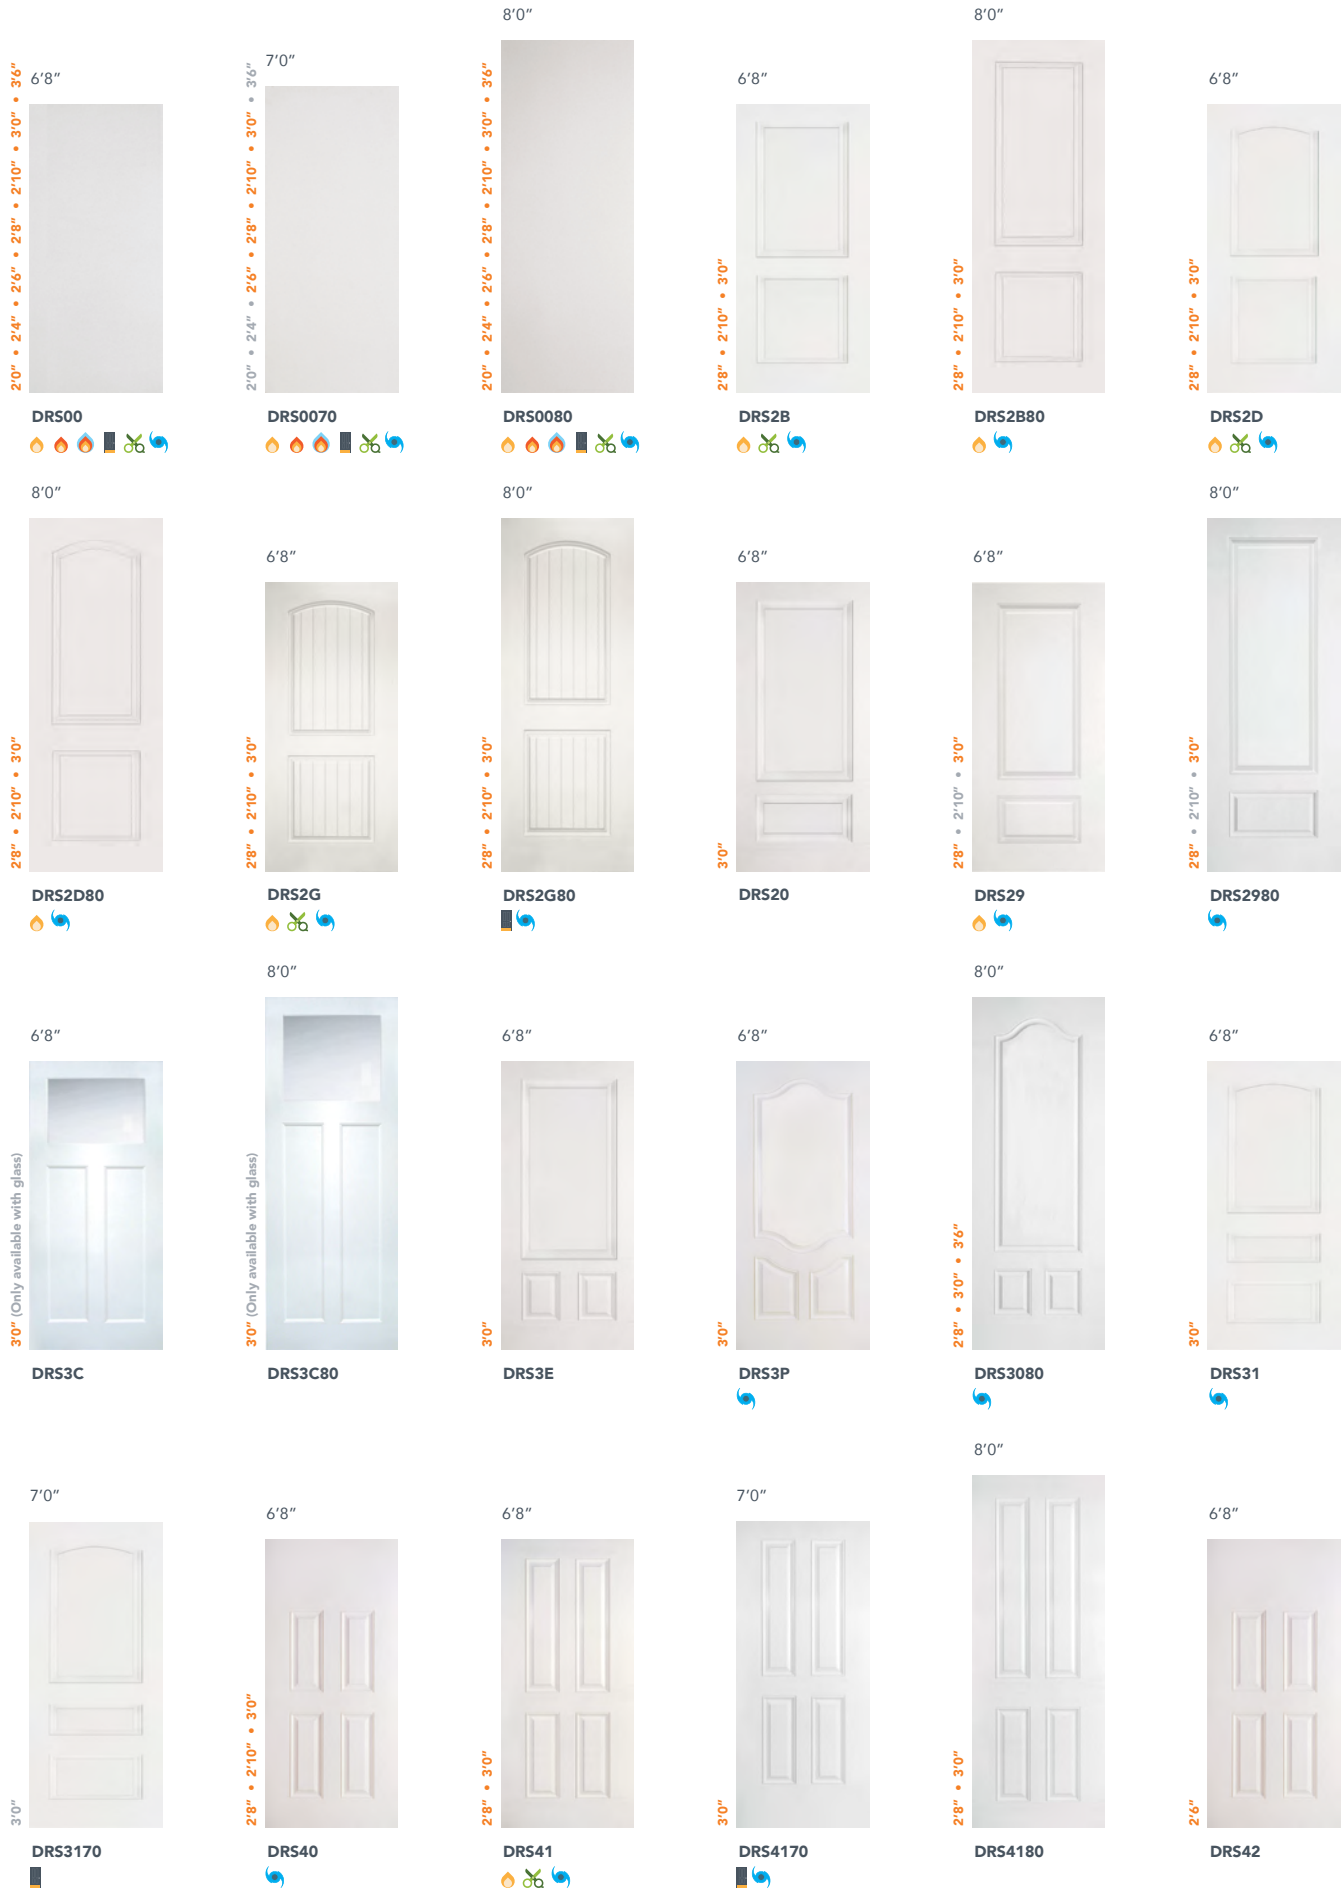 8’0”
8’0”
7’0”
6’8”
6’8”
6’8”
2’0” • 2’4” • 2’6” • 2’8” • 2’10” • 3’0” • 3’6”
2’0” • 2’4” • 2’6” • 2’8” • 2’10” • 3’0” • 3’6”
2’0” • 2’4” • 2’6” • 2’8” • 2’10” • 3’0” • 3’6”
2’8” • 2’10” • 3’0”
2’8” • 2’10” • 3’0”
2’8” • 2’10” • 3’0”
DRS00
DRS0070
DRS0080
DRS2B
DRS2B80
DRS2D
8’0”
8’0”
8’0”
6’8”
6’8”
6’8”
2’8” • 2’10” • 3’0”
2’8” • 2’10” • 3’0”
2’8” • 2’10” • 3’0”
3’0”
2’8” • 2’10” • 3’0”
2’8” • 2’10” • 3’0”
DRS2D80
DRS2G
DRS2G80
DRS20
DRS29
DRS2980
8’0”
8’0”
6’8”
6’8”
6’8”
6’8”
3’0” (Only available with glass)
3’0” (Only available with glass)
3’0”
3’0”
2’8” • 3’0” • 3’6”
3’0”
DRS3C
DRS3C80
DRS3E
DRS3P
DRS3080
DRS31
8’0”
7’0”
7’0”
6’8”
6’8”
6’8”
3’0”
2’8” • 2’10” • 3’0”
2’8” • 3’0”
3’0”
2’8” • 3’0”
2’6”
DRS3170
DRS40
DRS41
DRS4170
DRS4180
DRS42